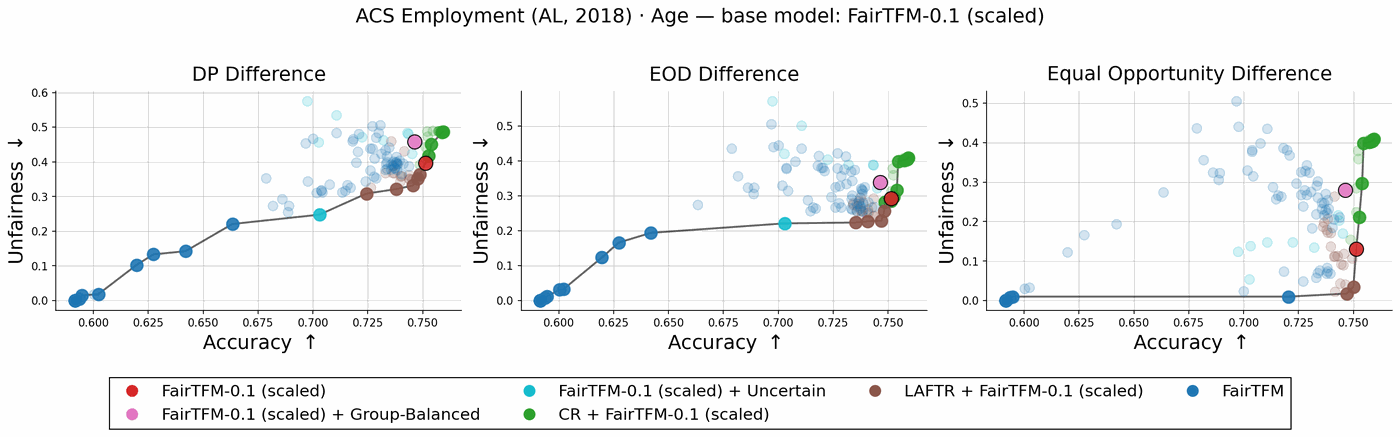 ACS Employment (AL, 2018) · Age — base model: FairTFM-0.1 (scaled)
DP Difference
EOD Difference
Equal Opportunity Difference
Unfairness ↓
0.6
0.5
0.4
0.3
0.2
0.1
0.0
0.600 0.625 0.650 0.675 0.700 0.725 0.750
Accuracy ↑
Unfairness ↓
0.5
0.4
0.3
0.2
0.1
0.0
0.600 0.625 0.650 0.675 0.700 0.725 0.750
Accuracy ↑
Unfairness ↓
0.5
0.4
0.3
0.2
0.1
0.0
0.600 0.625 0.650 0.675 0.700 0.725 0.750
Accuracy ↑
FairTFM-0.1 (scaled) FairTFM-0.1 (scaled) + Uncertain LAFTR + FairTFM-0.1 (scaled) FairTFM
FairTFM-0.1 (scaled) + Group-Balanced CR + FairTFM-0.1 (scaled)